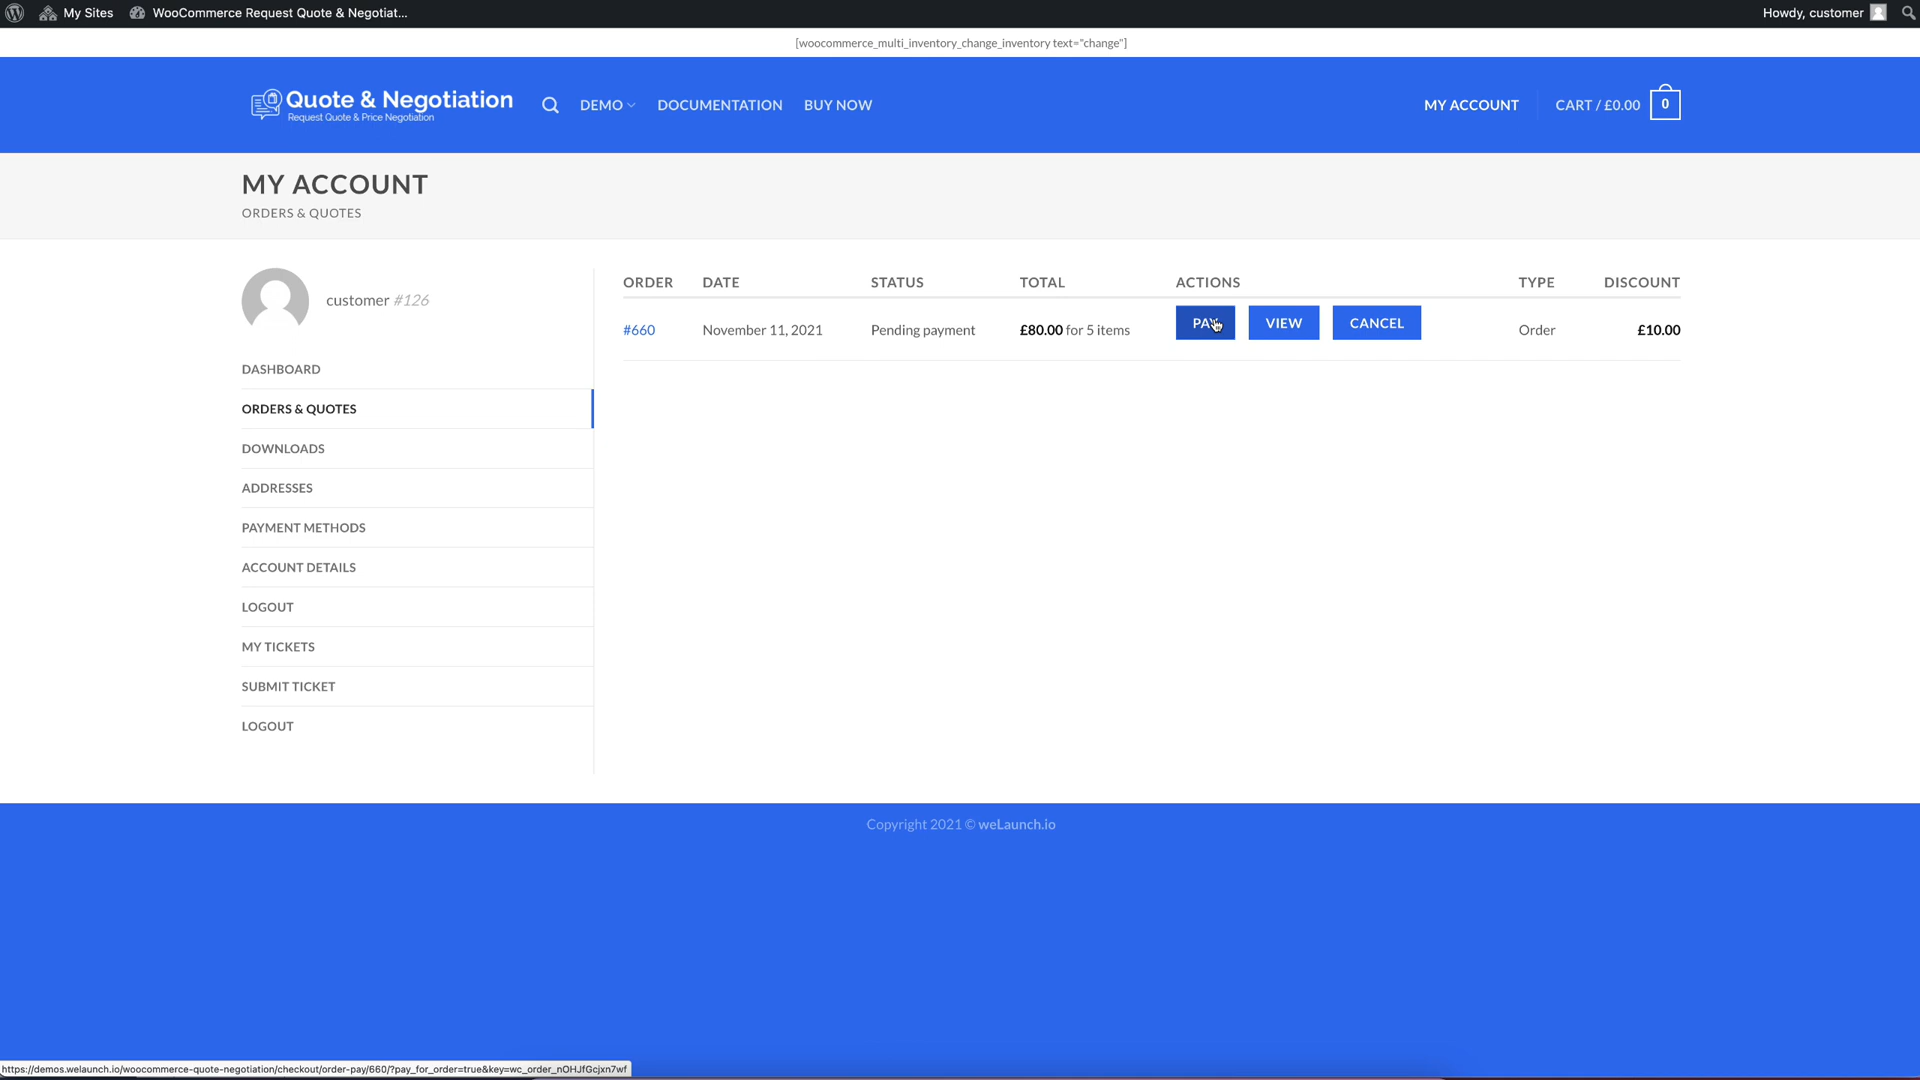 My Sites WooCommerce Request Quote & Negotiat... Howdy, customer
[woocommerce_multi_inventory_change_inventory text="change"]
Quote & Negotiation
Request Quote & Price Negotiation
DEMO DOCUMENTATION BUY NOW MY ACCOUNT CART / £0.00 0
MY ACCOUNT
ORDERS & QUOTES
customer #126
DASHBOARD
ORDERS & QUOTES
DOWNLOADS
ADDRESSES
PAYMENT METHODS
ACCOUNT DETAILS
LOGOUT
MY TICKETS
SUBMIT TICKET
LOGOUT
ORDER DATE STATUS TOTAL ACTIONS TYPE DISCOUNT
#660 November 11, 2021 Pending payment £80.00 for 5 items PAY VIEW CANCEL Order £10.00
Copyright 2021 © weLaunch.io
https://demos.welaunch.io/woocommerce-quote-negotiation/checkout/order-pay/660/?pay_for_order=true&key=wc_order_nOHJfGcjxn7wf